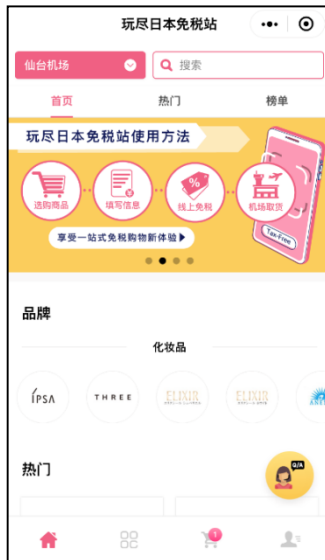 玩尽日本免税站
仙台机场
搜索
首页
热门
榜单
玩尽日本免税站使用方法
选购商品
填写信息
线上免税
机场取货
Tax-Free
享受一站式免税购物新体验▶
品牌
化妆品
IPSA
THREE
ELIXIR
ELIXIR
热门
Q/A
1